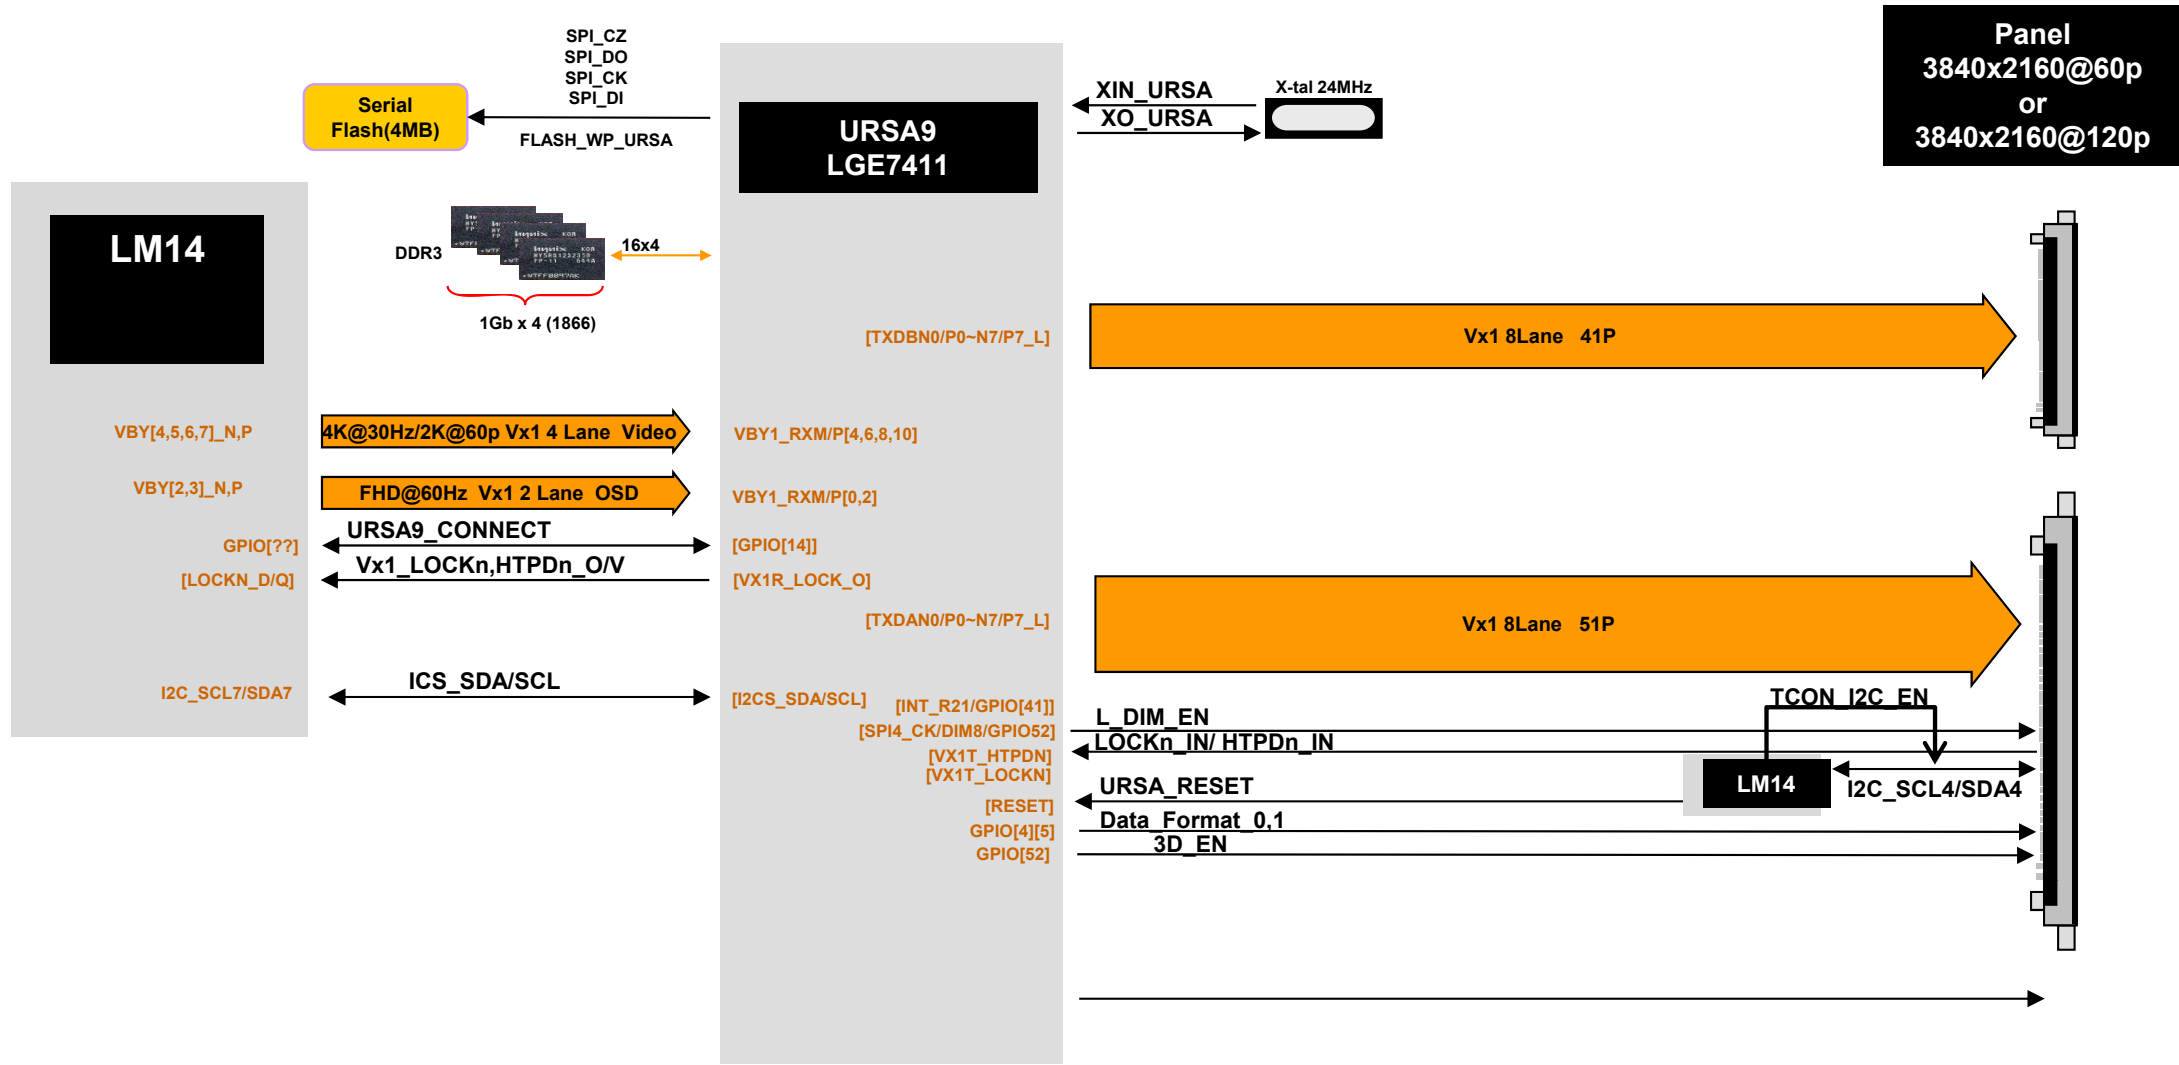 SPI_CZ
SPI_DO
SPI_CK
SPI_DI
Serial
Flash(4MB)
FLASH_WP_URSA
URSA9
LGE7411
XIN_URSA
XO_URSA
X-tal 24MHz
Panel
3840x2160@60p
or
3840x2160@120p
LM14
DDR3
16x4
1Gb x 4 (1866)
[TXDBN0/P0~N7/P7_L]
Vx1 8Lane 41P
VBY[4,5,6,7]_N,P
4K@30Hz/2K@60p Vx1 4 Lane Video
VBY1_RXM/P[4,6,8,10]
VBY[2,3]_N,P
FHD@60Hz Vx1 2 Lane OSD
VBY1_RXM/P[0,2]
GPIO[??]
URSA9_CONNECT
[GPIO[14]]
[LOCKN_D/Q]
Vx1_LOCKn,HTPDn_O/V
[VX1R_LOCK_O]
[TXDAN0/P0~N7/P7_L]
Vx1 8Lane 51P
I2C_SCL7/SDA7
ICS_SDA/SCL
[I2CS_SDA/SCL]
[INT_R21/GPIO[41]]
[SPI4_CK/DIM8/GPIO52]
[VX1T_HTPDN]
[VX1T_LOCKN]
[RESET]
GPIO[4][5]
GPIO[52]
TCON_I2C_EN
L_DIM_EN
LOCKn_IN/ HTPDn_IN
URSA_RESET
LM14
I2C_SCL4/SDA4
Data_Format_0,1
3D_EN